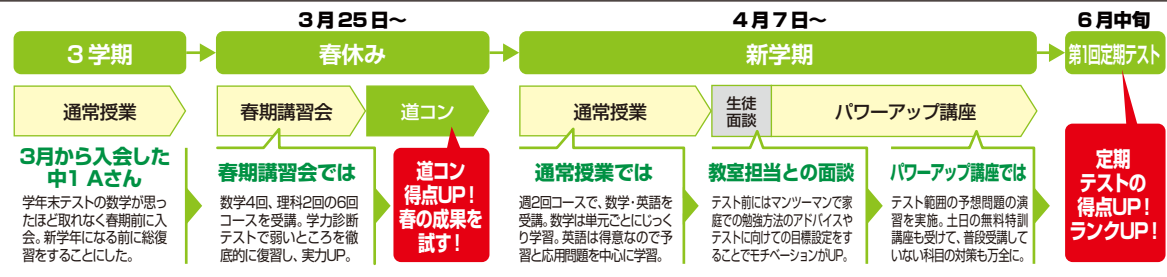 3月25日～
4月7日～
6月中旬
3学期
春休み
新学期
第1回定期テスト
通常授業
春期講習会
道コン
通常授業
生徒
面談
パワーアップ講座
3月から入会した
中1 Aさん
学年末テストの数学が思っ
たほど取れなく春期前に入
会。新学年になる前に総復
習をすることにした。
春期講習会では
数学4回、理科2回の6回
コースを受講。学力診断
テストで弱いところを徹
底的に復習し、実力UP。
道コン
得点UP!
春の成果を
試す!
通常授業では
週2回コースで、数学・英語を
受講。数学は単元ごとにじっく
り学習。英語は得意なので予
習と応用問題を中心に学習。
教室担当との面談
テスト前にはマンツーマンで家
庭での勉強方法のアドバイスや
テストに向けての目標設定をす
ることでモチベーションがUP。
パワーアップ講座では
テスト範囲の予想問題の演
習を実施。土日の無料特訓
講座も受けて、普段受講して
いない科目の対策も万全に。
定期
テストの
得点UP!
ランクUP!